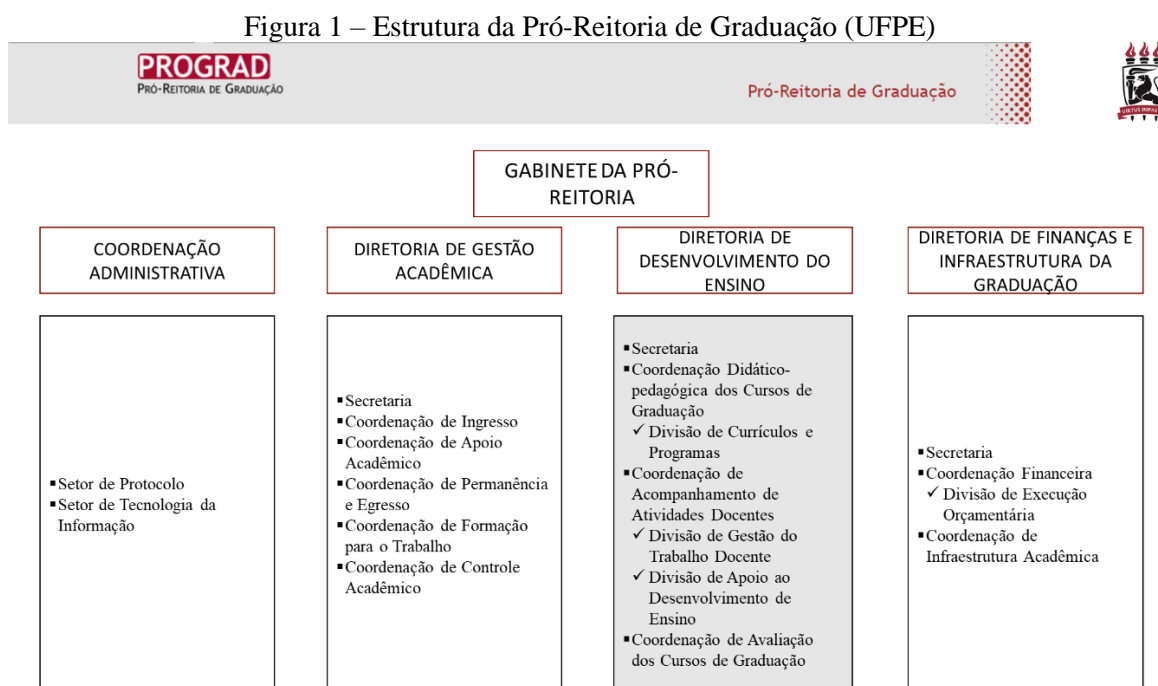 Figura 1 – Estrutura da Pró-Reitoria de Graduação (UFPE)
PROGRAD
PRÓ-REITORIA DE GRADUAÇÃO
Pró-Reitoria de Graduação
VIRTUS IMPAV
GABINETE DA PRÓ-
REITORIA
COORDENAÇÃO
ADMINISTRATIVA
▪Setor de Protocolo
▪Setor de Tecnologia da
Informação
DIRETORIA DE GESTÃO
ACADÊMICA
▪Secretaria
▪Coordenação de Ingresso
▪Coordenação de Apoio
Acadêmico
▪Coordenação de Permanência
e Egresso
▪Coordenação de Formação
para o Trabalho
▪Coordenação de Controle
Acadêmico
DIRETORIA DE
DESENVOLVIMENTO DO
ENSINO
▪Secretaria
▪Coordenação Didático-
pedagógica dos Cursos de
Graduação
✓ Divisão de Currículos e
Programas
▪Coordenação de
Acompanhamento de
Atividades Docentes
✓ Divisão de Gestão do
Trabalho Docente
✓ Divisão de Apoio ao
Desenvolvimento de
Ensino
▪Coordenação de Avaliação
dos Cursos de Graduação
DIRETORIA DE FINANÇAS E
INFRAESTRUTURA DA
GRADUAÇÃO
▪Secretaria
▪Coordenação Financeira
✓ Divisão de Execução
Orçamentária
▪Coordenação de
Infraestrutura Acadêmica